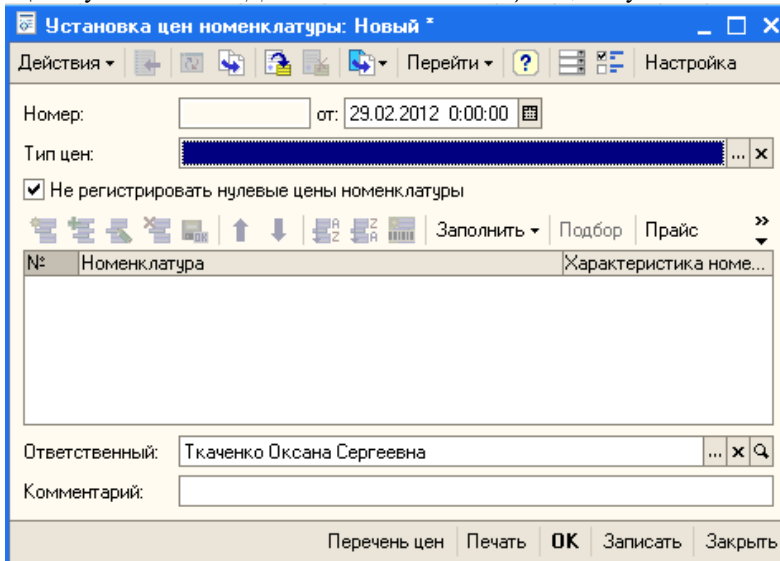 Установка цен номенклатуры: Новый *
Действия Перейти Настройка
Номер: от: 29.02.2012 0:00:00
Тип цен: ...
Не регистрировать нулевые цены номенклатуры
Заполнить Подбор Прайс
№ Номенклатура Характеристика номе...
Ответственный: Ткаченко Оксана Сергеевна ...
Комментарий:
Перечень цен Печать OK Записать Закрыть